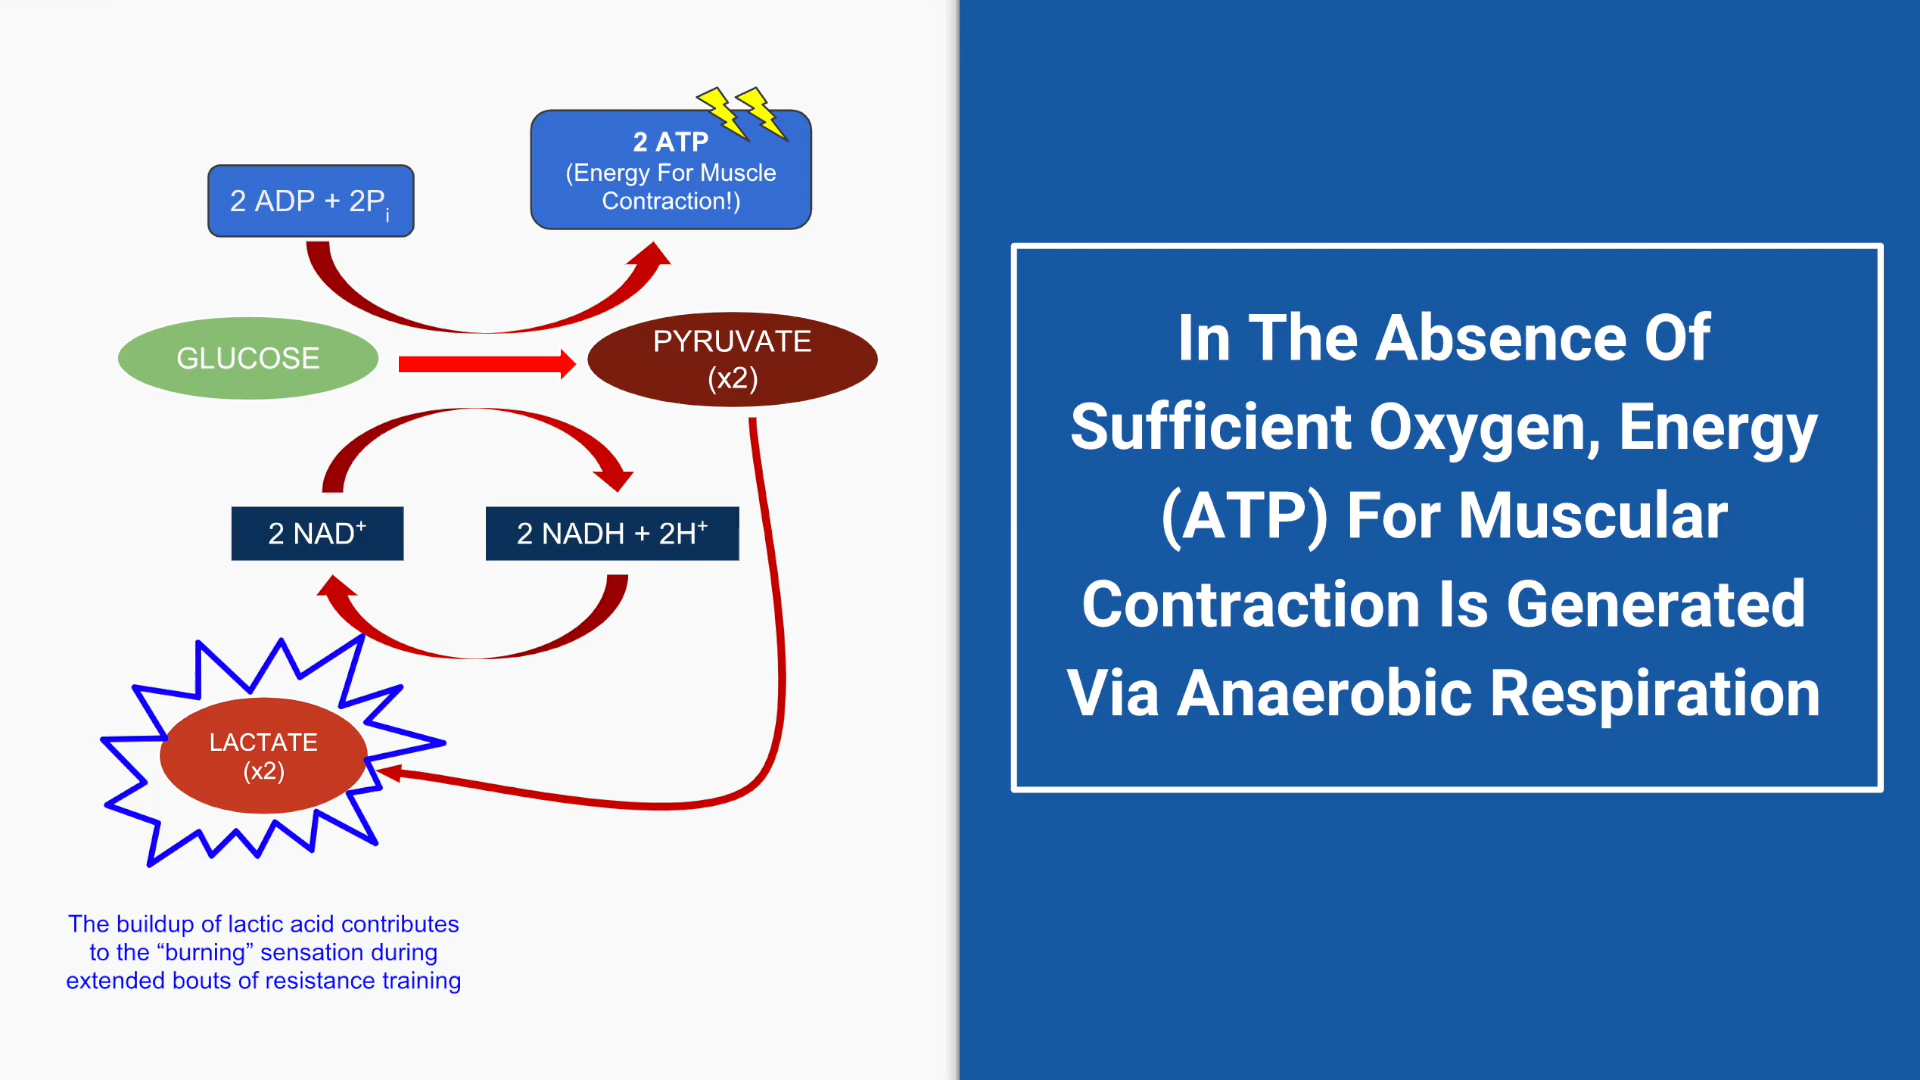 2 ATP
(Energy For Muscle
Contraction!)
2 ADP + 2Pi
GLUCOSE
PYRUVATE
(x2)
2 NAD⁺
2 NADH + 2H⁺
LACTATE
(x2)
The buildup of lactic acid contributes
to the “burning” sensation during
extended bouts of resistance training
In The Absence Of
Sufficient Oxygen, Energy
(ATP) For Muscular
Contraction Is Generated
Via Anaerobic Respiration